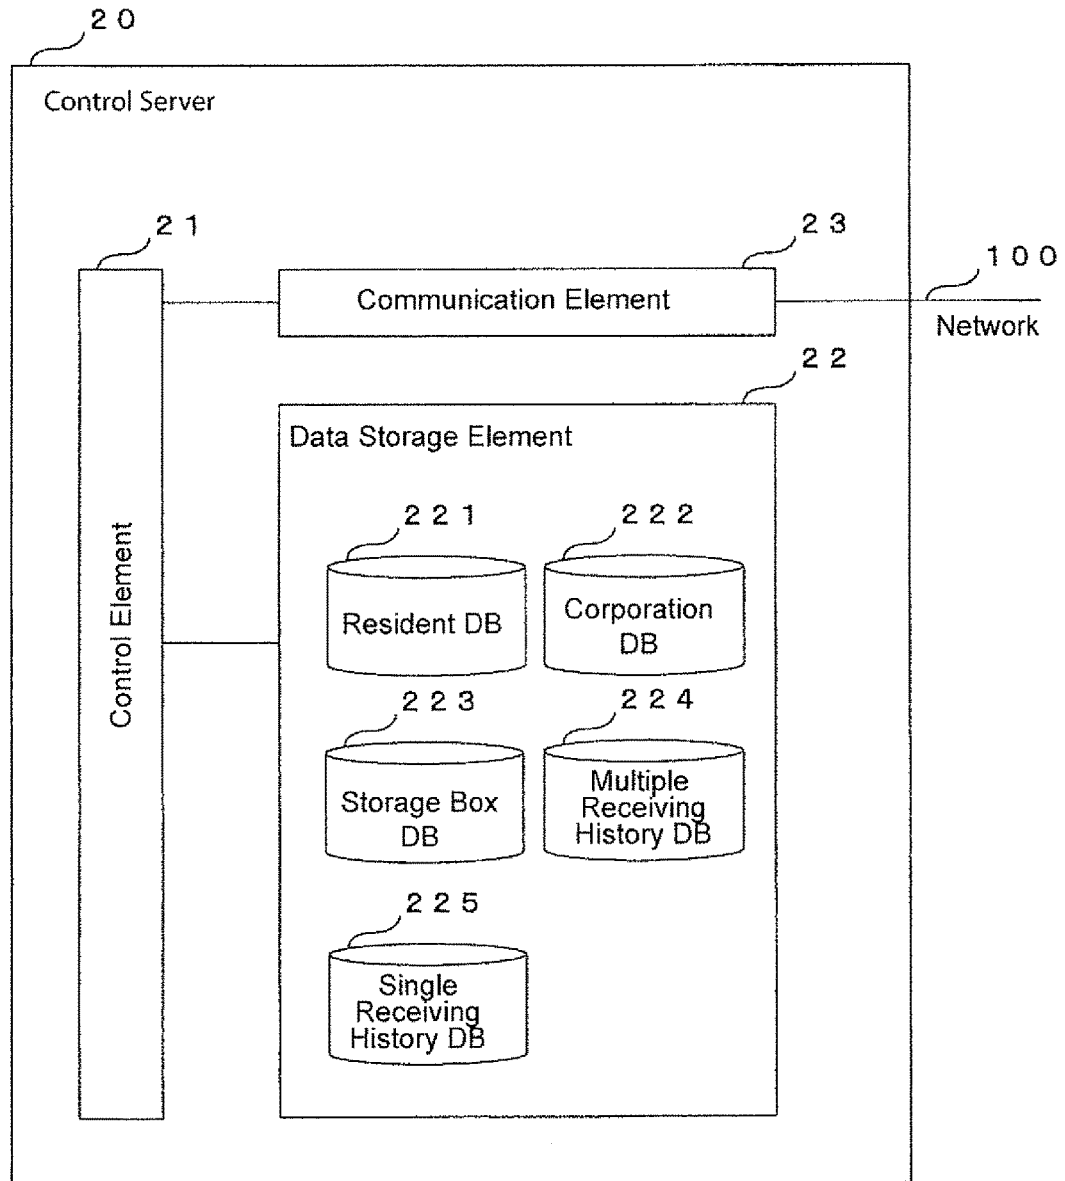 20
Control Server
21
23
Communication Element
100
Network
22
Data Storage Element
Control Element
221
Resident DB
222
Corporation
DB
223
Storage Box
DB
224
Multiple
Receiving
History DB
225
Single
Receiving
History DB